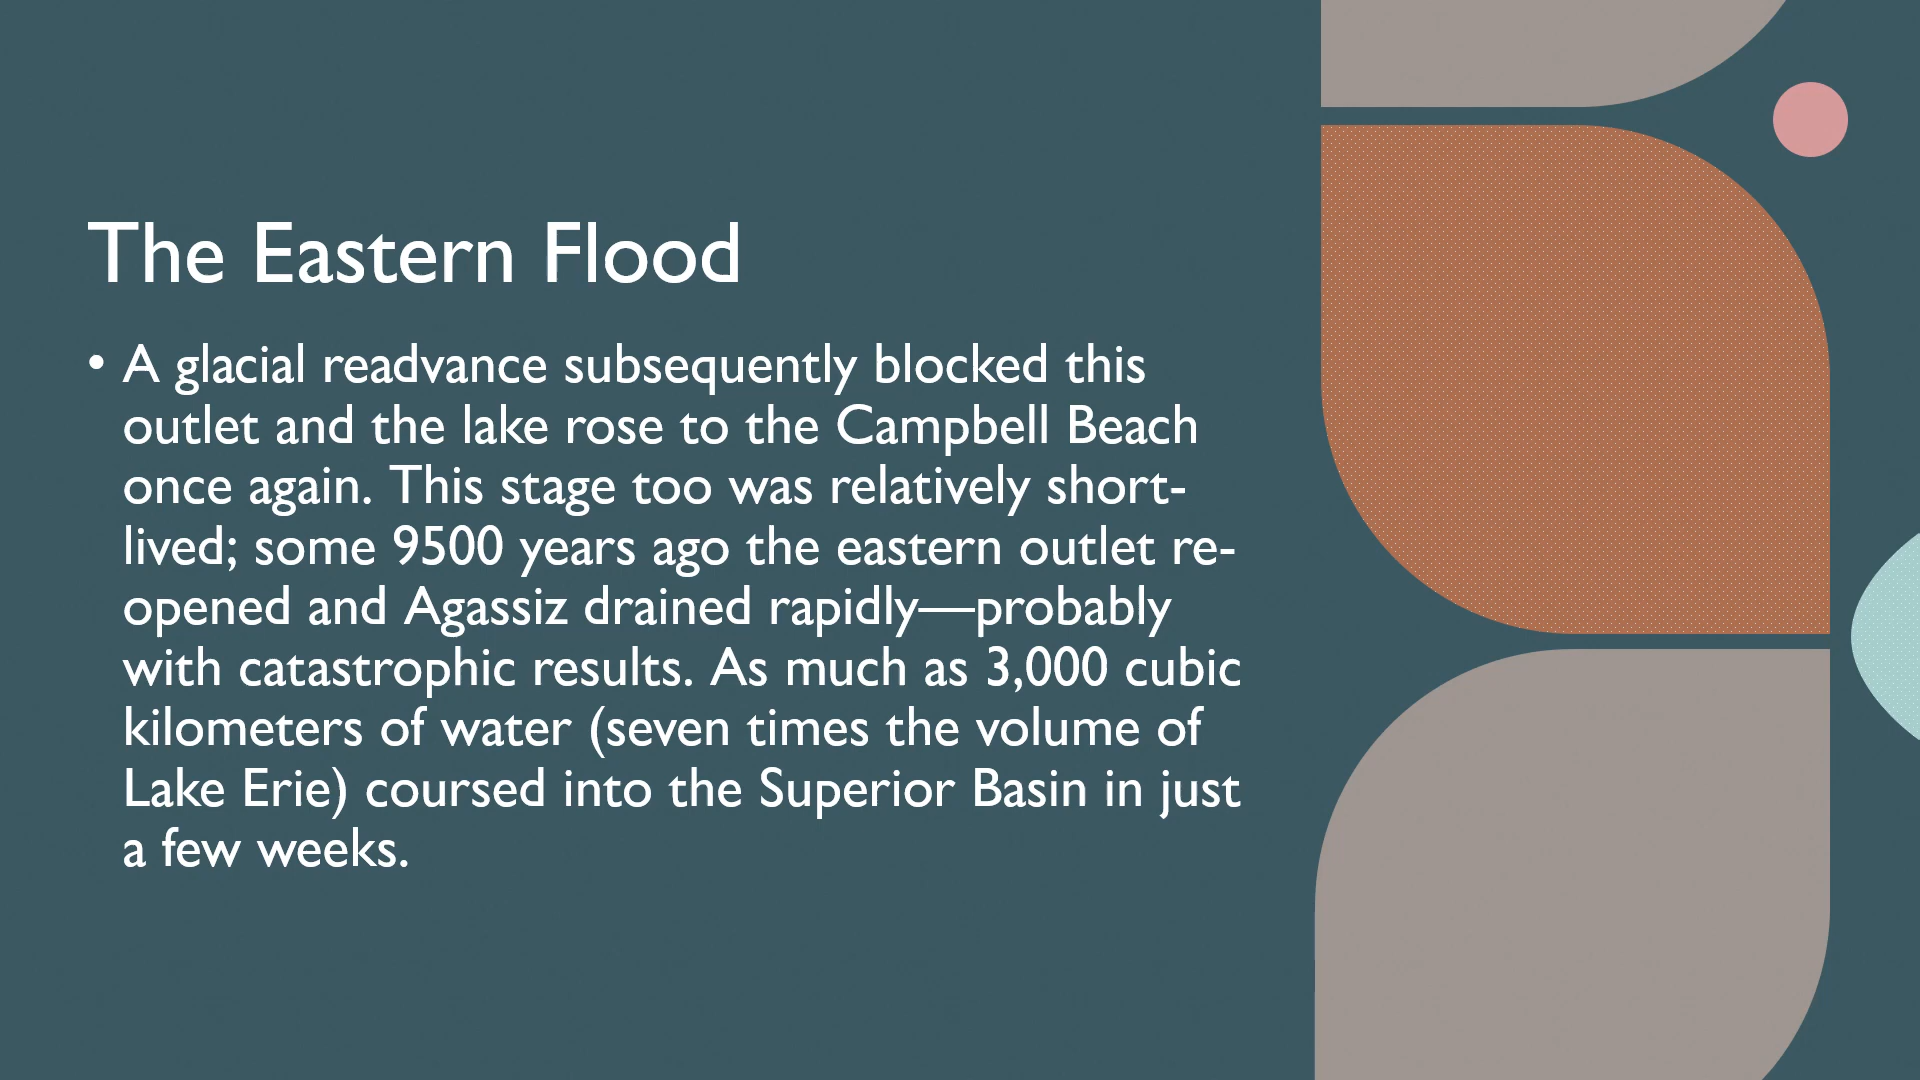 The Eastern Flood
• A glacial readvance subsequently blocked this
outlet and the lake rose to the Campbell Beach
once again. This stage too was relatively short-
lived; some 9500 years ago the eastern outlet re-
opened and Agassiz drained rapidly—probably
with catastrophic results. As much as 3,000 cubic
kilometers of water (seven times the volume of
Lake Erie) coursed into the Superior Basin in just
a few weeks.